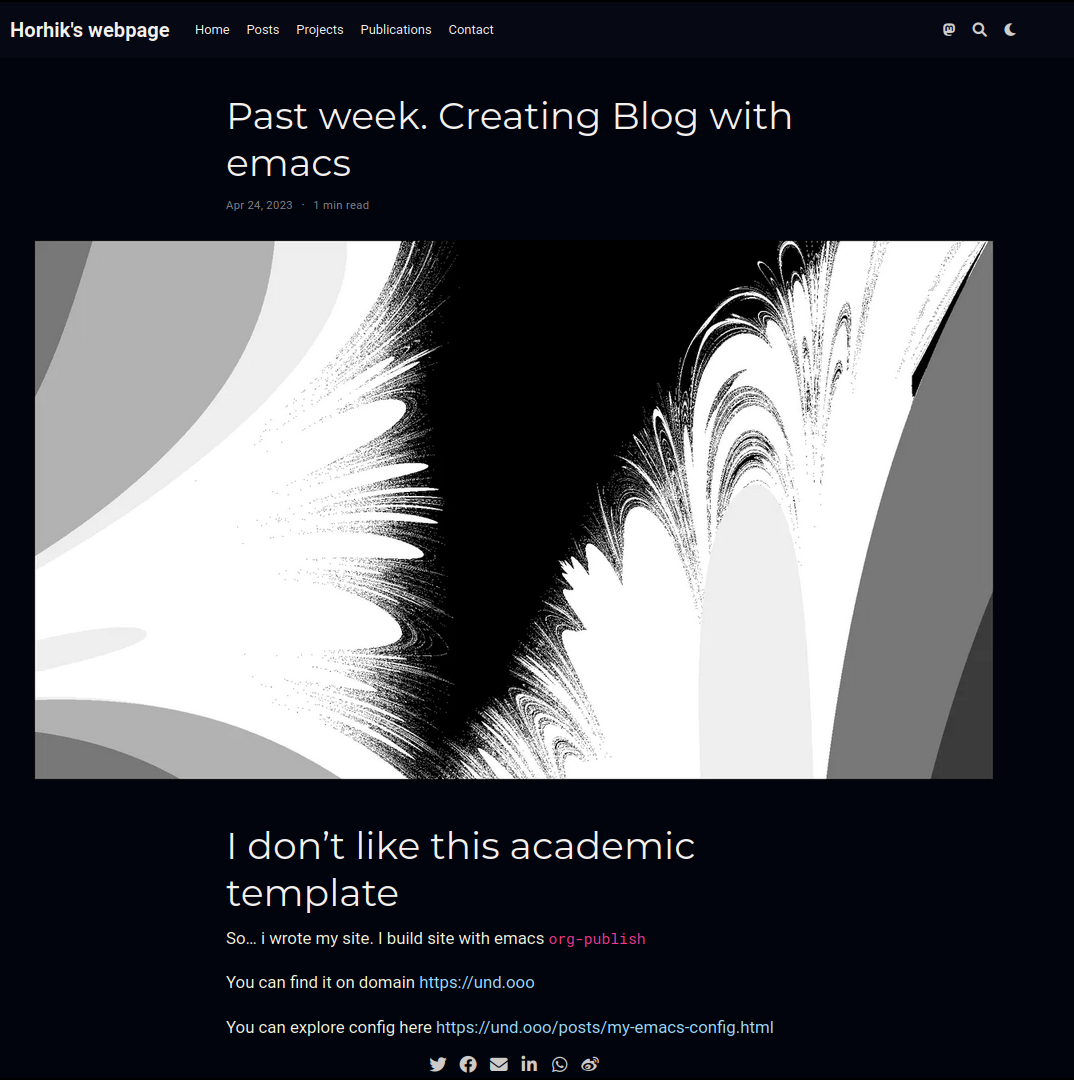 Horhik's webpage Home Posts Projects Publications Contact
Past week. Creating Blog with
emacs
Apr 24, 2023 · 1 min read
I don’t like this academic
template
So… i wrote my site. I build site with emacs org-publish
You can find it on domain https://und.ooo
You can explore config here https://und.ooo/posts/my-emacs-config.html